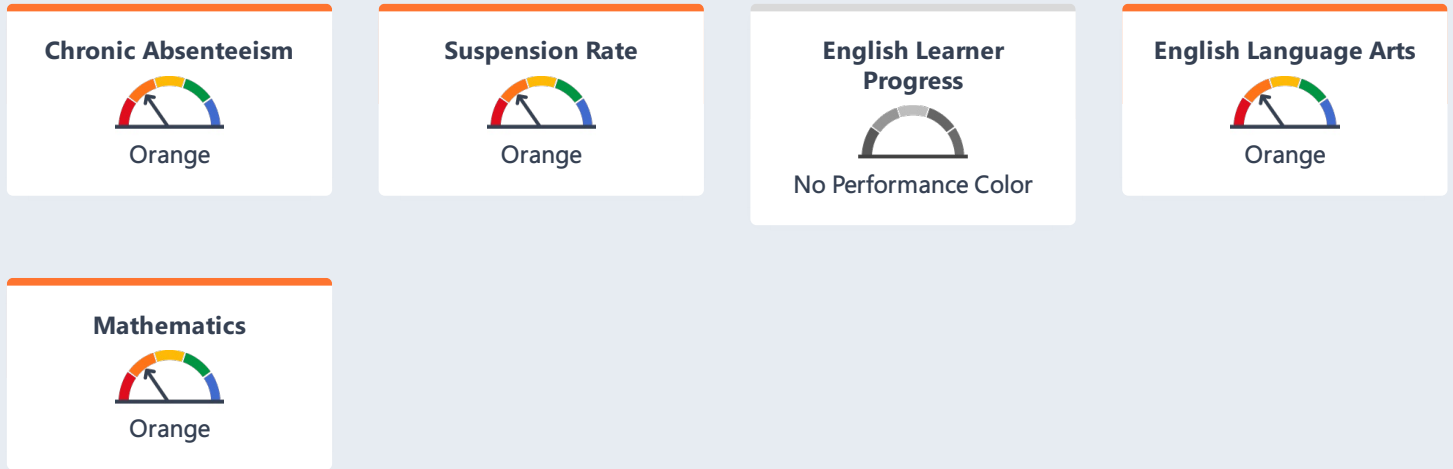 Chronic Absenteeism
Orange
Suspension Rate
Orange
English Learner
Progress
No Performance Color
English Language Arts
Orange
Mathematics
Orange